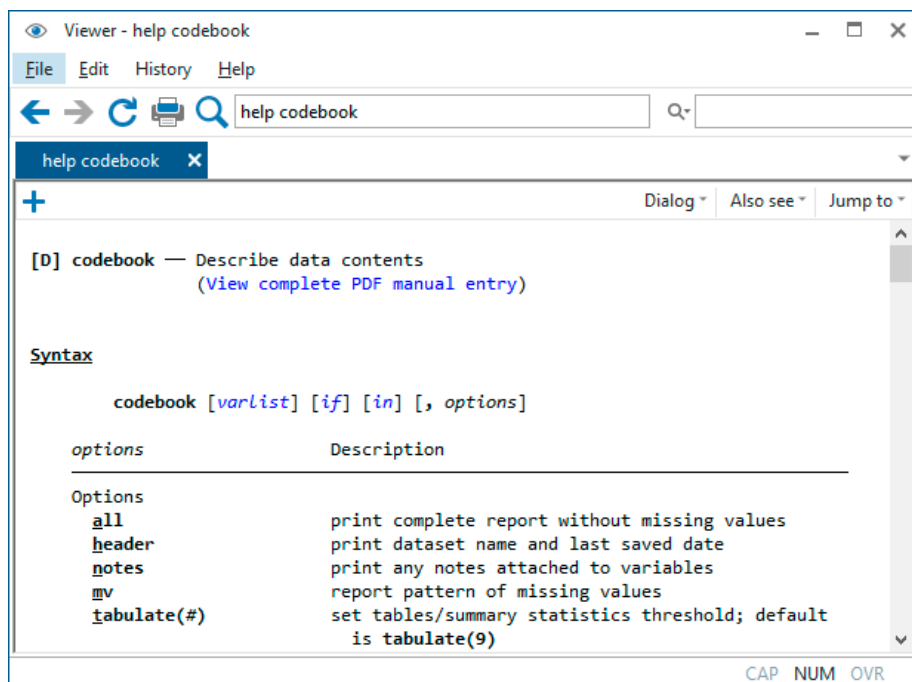 Viewer - help codebook
File Edit History Help
help codebook
help codebook
Dialog Also see Jump to
[D] codebook — Describe data contents
(View complete PDF manual entry)
Syntax
codebook [varlist] [if] [in] [, options]
options Description
Options
all print complete report without missing values
header print dataset name and last saved date
notes print any notes attached to variables
mv report pattern of missing values
tabulate(#) set tables/summary statistics threshold; default
is tabulate(9)
CAP NUM OVR